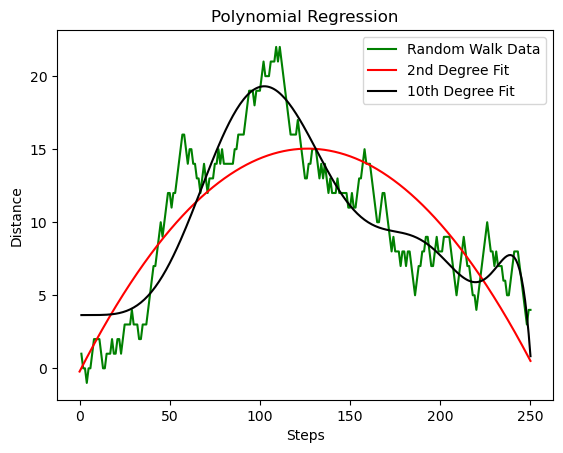 Polynomial Regression
Random Walk Data
2nd Degree Fit
10th Degree Fit
Distance
20
15
10
5
0
0 50 100 150 200 250
Steps